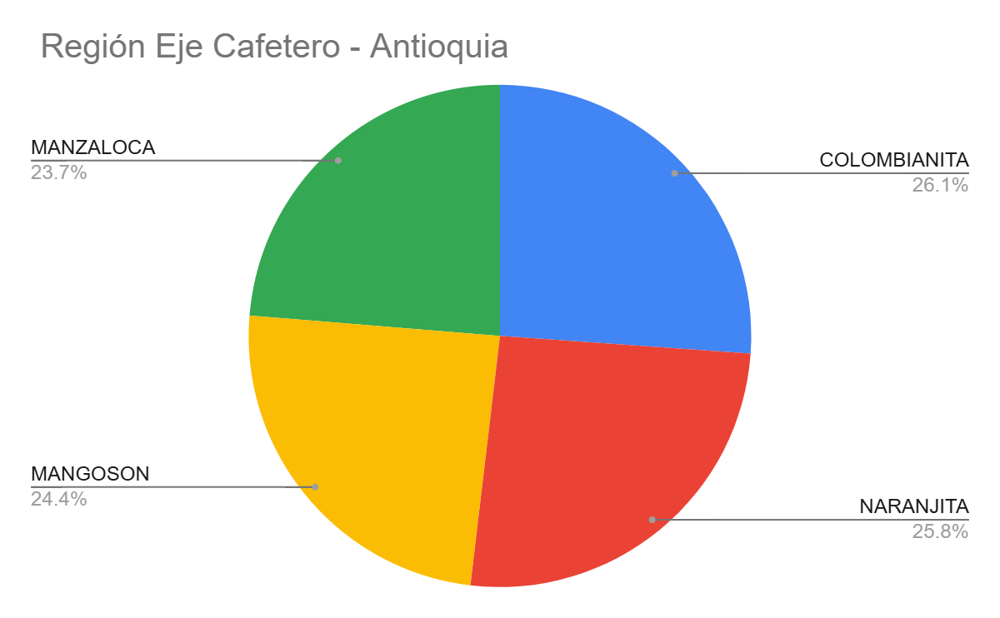 Región Eje Cafetero - Antioquia
MANZALOCA
23.7%
COLOMBIANITA
26.1%
MANGOSON
24.4%
NARANJITA
25.8%